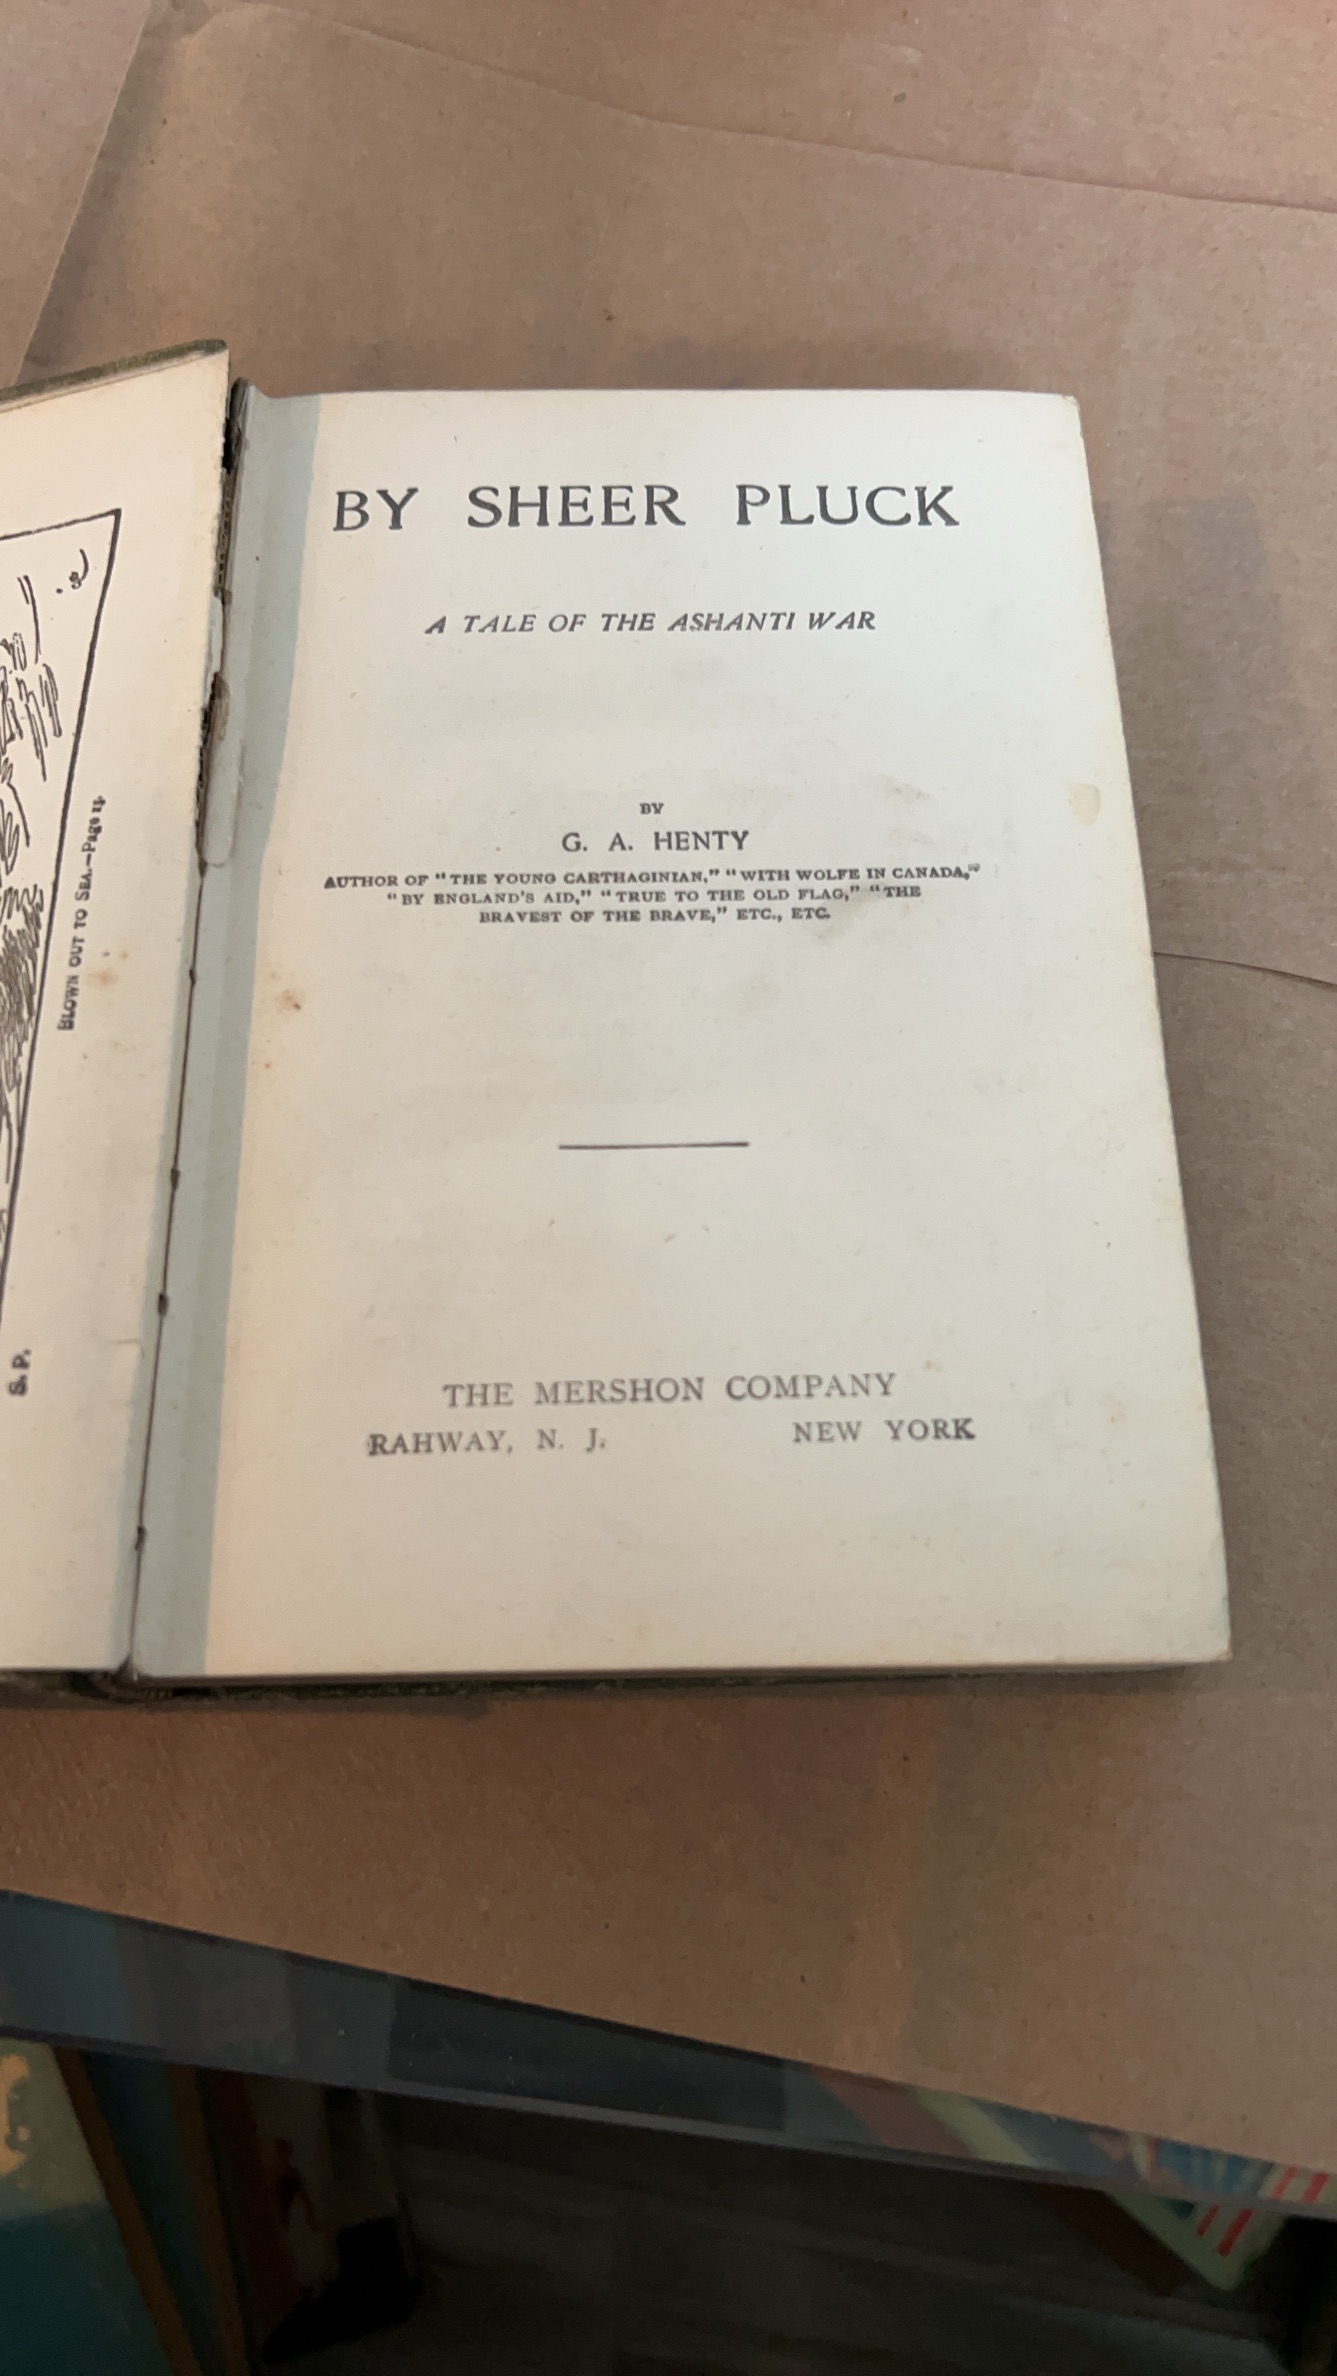 BLOWN OUT TO SEA.—Page 13.
S. P.
BY SHEER PLUCK
A TALE OF THE ASHANTI WAR
BY
G. A. HENTY
AUTHOR OF "THE YOUNG CARTHAGINIAN," "WITH WOLFE IN CANADA,"
"BY ENGLAND'S AID," "TRUE TO THE OLD FLAG," "THE
BRAVEST OF THE BRAVE," ETC., ETC.
THE MERSHON COMPANY
RAHWAY, N. J. NEW YORK